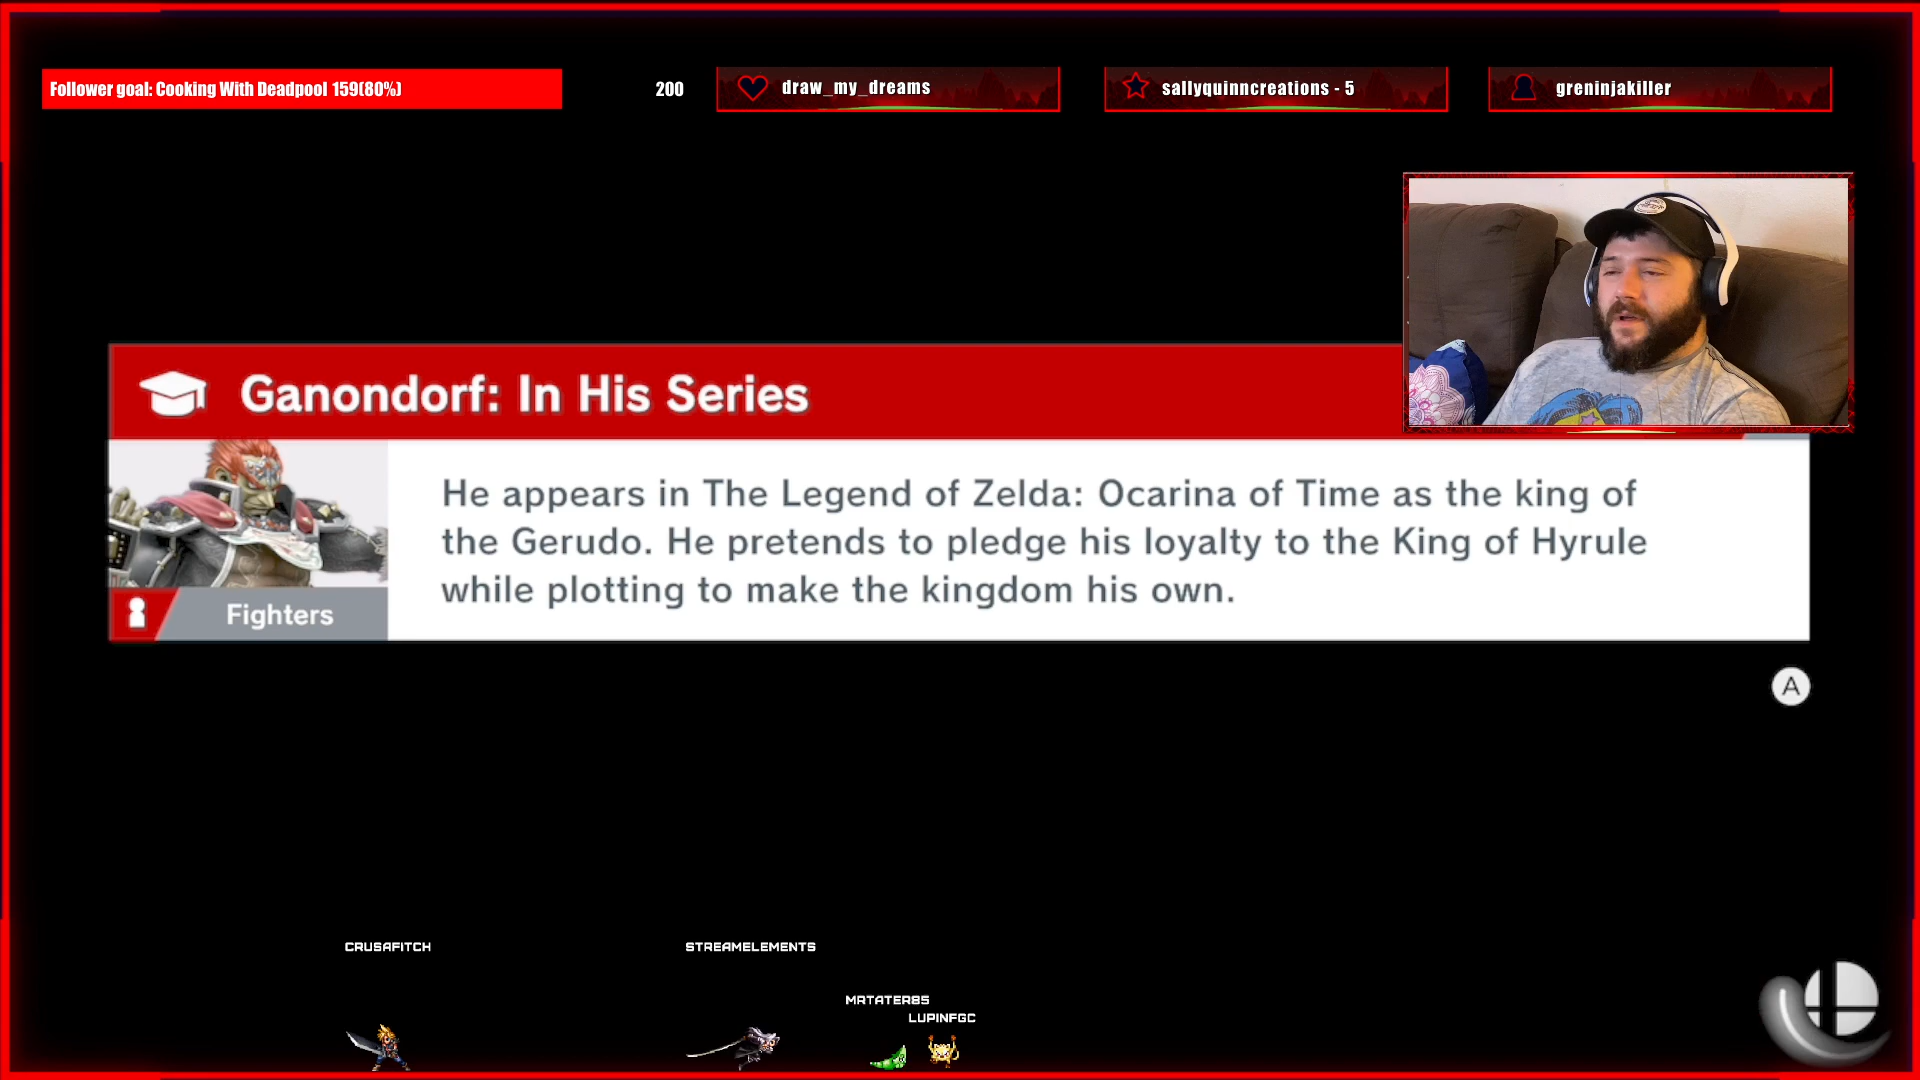 Follower goal: Cooking With Deadpool 159(80%)
200
draw_my_dreams
sallyquinncreations - 5
greninjakiller
Ganondorf: In His Series
He appears in The Legend of Zelda: Ocarina of Time as the king of
the Gerudo. He pretends to pledge his loyalty to the King of Hyrule
while plotting to make the kingdom his own.
Fighters
A
CRUSAFITCH
STREAMELEMENTS
MRTATER85
LUPINFGC